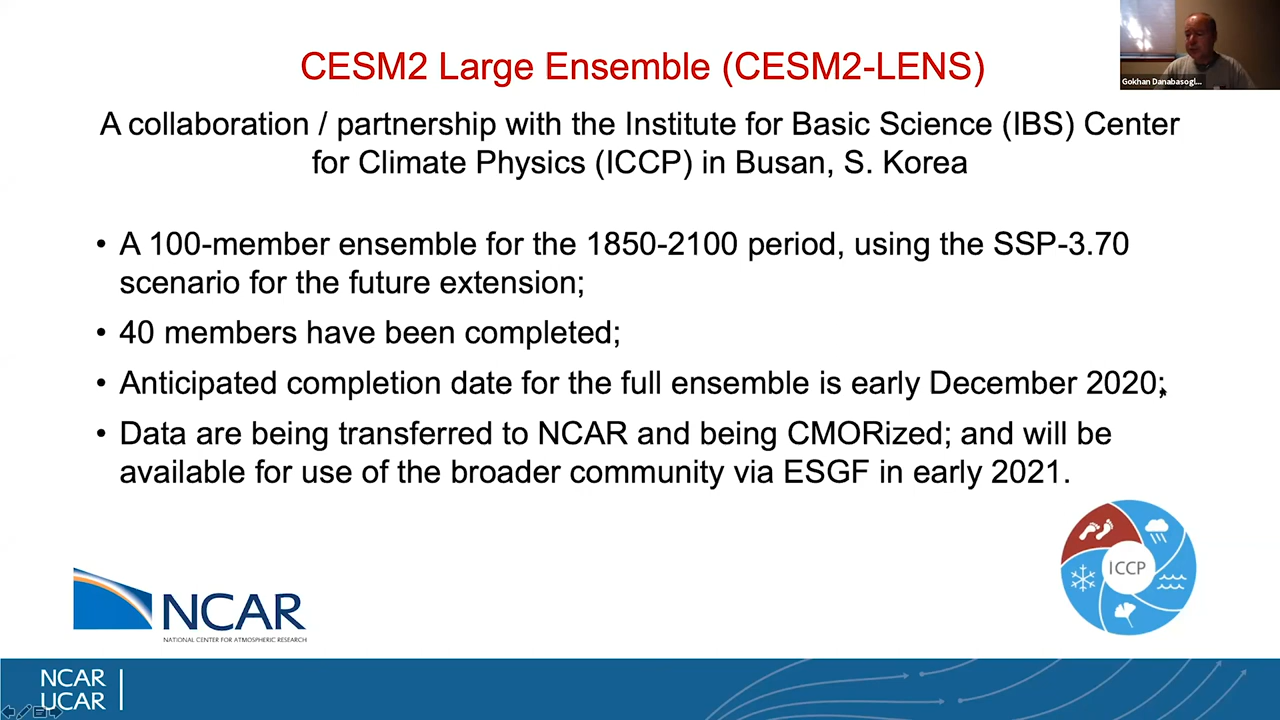 CESM2 Large Ensemble (CESM2-LENS)
Gokhan Danabasogl...
A collaboration / partnership with the Institute for Basic Science (IBS) Center
for Climate Physics (ICCP) in Busan, S. Korea
• A 100-member ensemble for the 1850-2100 period, using the SSP-3.70
scenario for the future extension;
• 40 members have been completed;
• Anticipated completion date for the full ensemble is early December 2020;
• Data are being transferred to NCAR and being CMORized; and will be
available for use of the broader community via ESGF in early 2021.
ICCP
NCAR
NATIONAL CENTER FOR ATMOSPHERIC RESEARCH
NCAR
UCAR